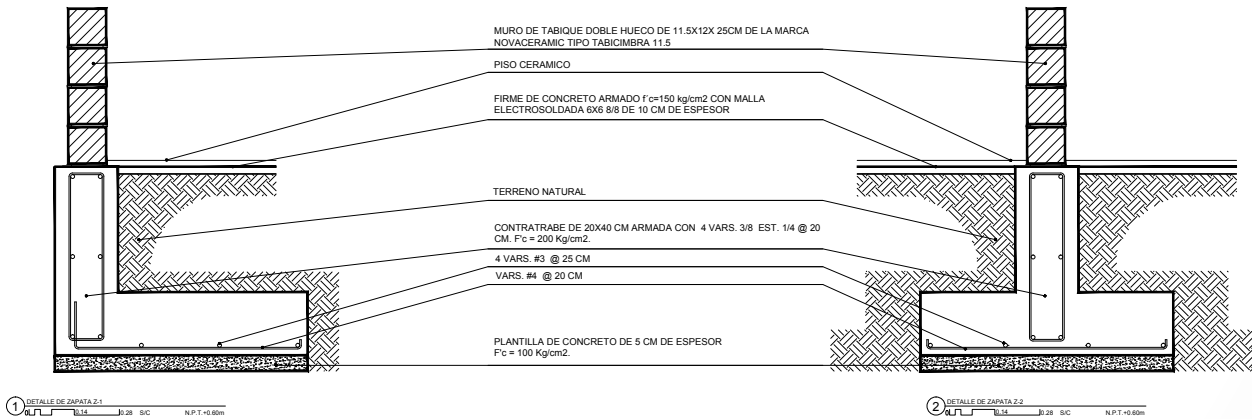 MURO DE TABIQUE DOBLE HUECO DE 11.5X12X 25CM DE LA MARCA
NOVACERAMIC TIPO TABICIMBRA 11.5
PISO CERAMICO
FIRME DE CONCRETO ARMADO f´c=150 kg/cm2 CON MALLA
ELECTROSOLDADA 6X6 8/8 DE 10 CM DE ESPESOR
TERRENO NATURAL
CONTRATRABE DE 20X40 CM ARMADA CON 4 VARS. 3/8 EST. 1/4 @ 20
CM. F'c = 200 Kg/cm2.
4 VARS. #3 @ 25 CM
VARS. #4 @ 20 CM
PLANTILLA DE CONCRETO DE 5 CM DE ESPESOR
F'c = 100 Kg/cm2.
1 DETALLE DE ZAPATA Z-1
0 0.14 0.28 S/C N.P.T.+0.60m
2 DETALLE DE ZAPATA Z-2
0 0.14 0.28 S/C N.P.T.+0.60m